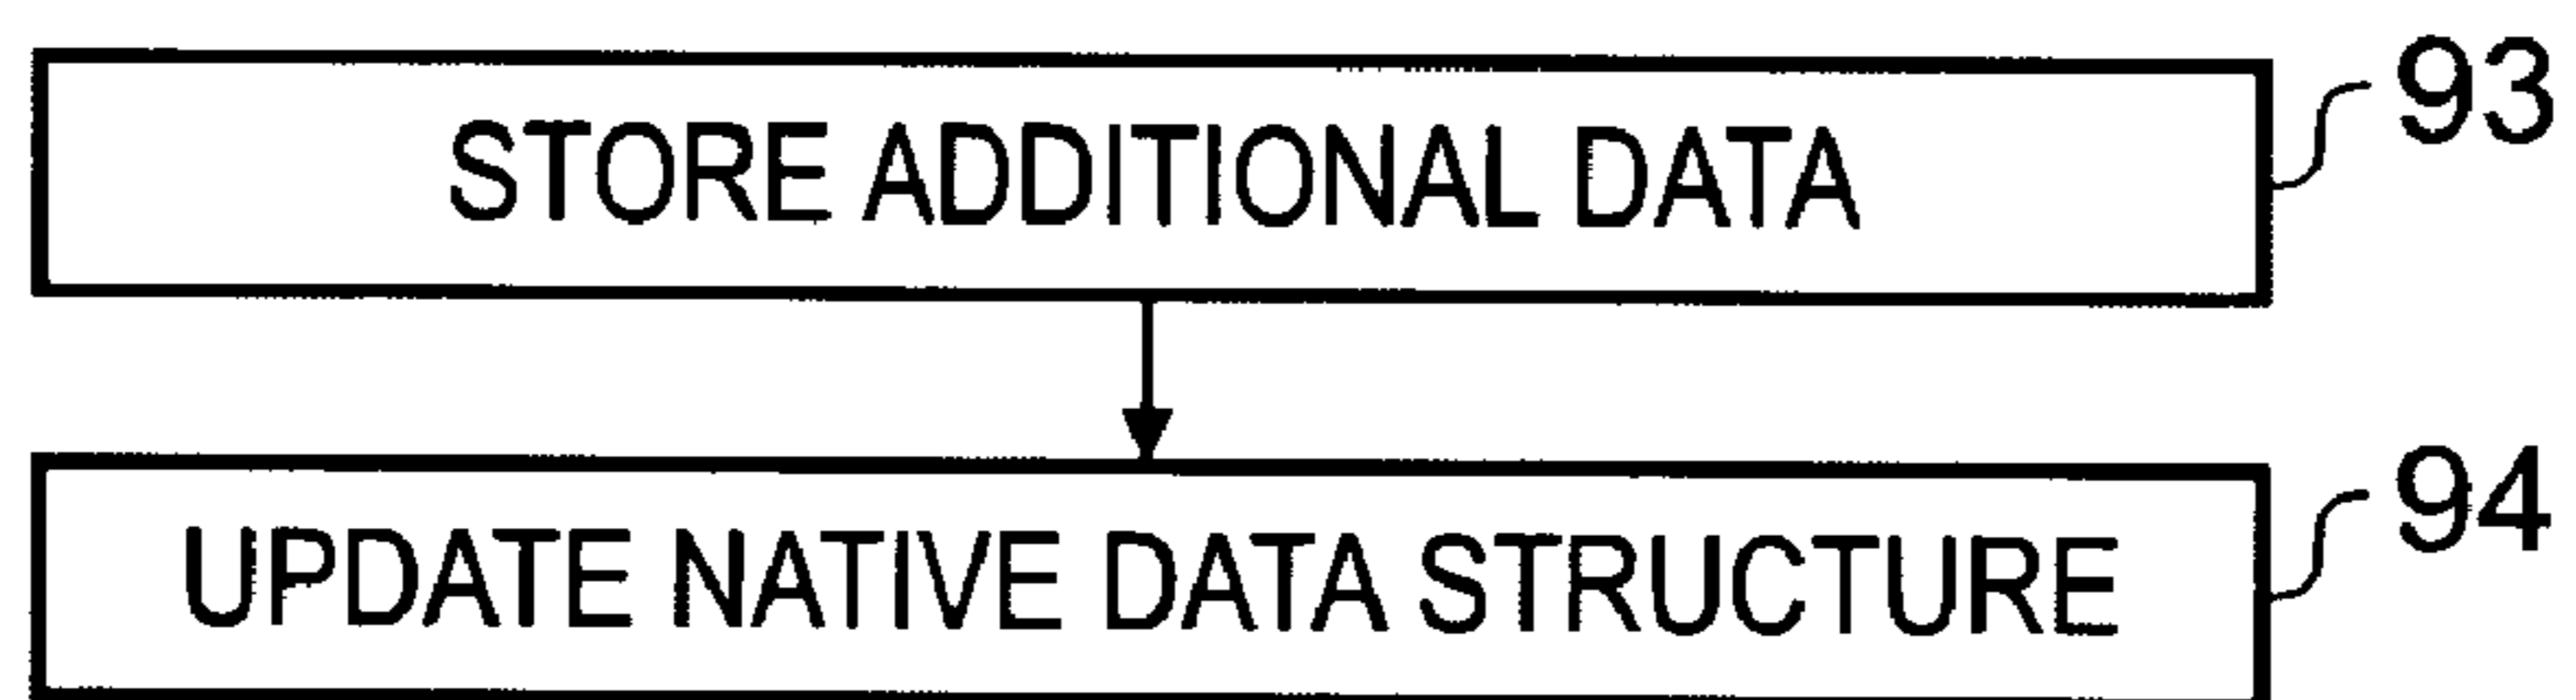 STORE ADDITIONAL DATA 93
UPDATE NATIVE DATA STRUCTURE 94